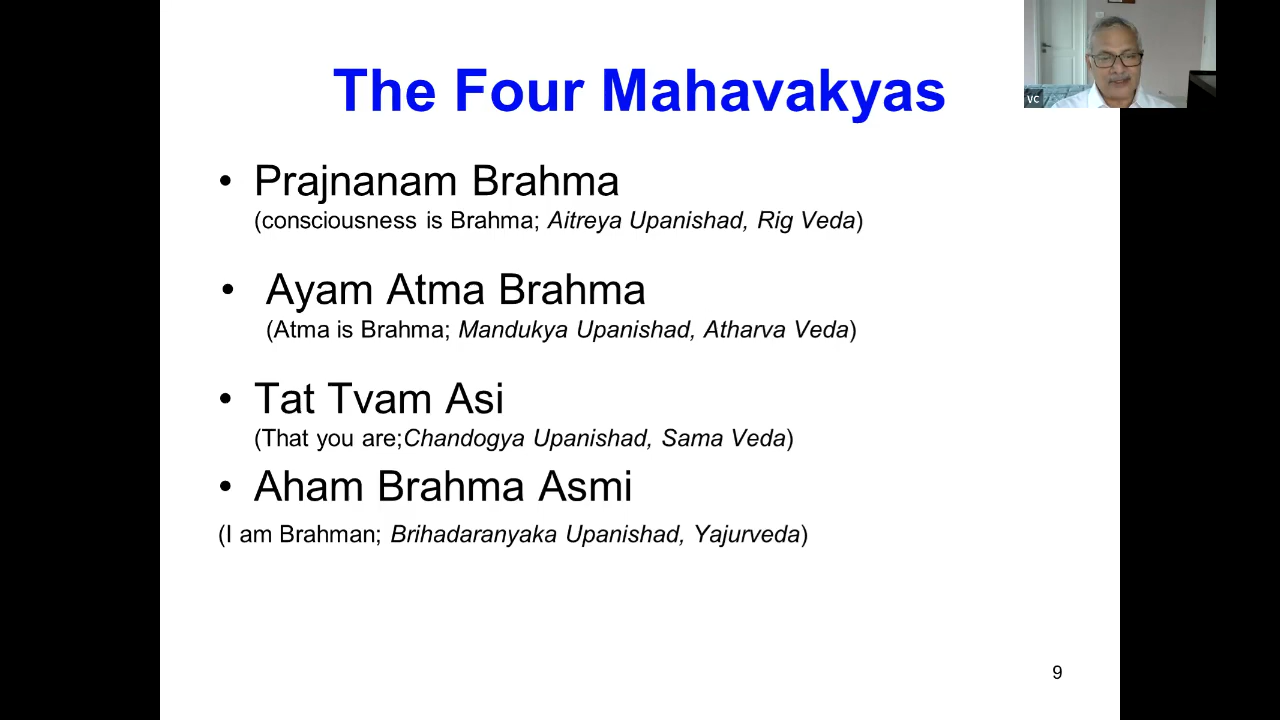 The Four Mahavakyas
VC
• Prajnanam Brahma
(consciousness is Brahma; Aitreya Upanishad, Rig Veda)
• Ayam Atma Brahma
(Atma is Brahma; Mandukya Upanishad, Atharva Veda)
• Tat Tvam Asi
(That you are;Chandogya Upanishad, Sama Veda)
• Aham Brahma Asmi
(I am Brahman; Brihadaranyaka Upanishad, Yajurveda)
9